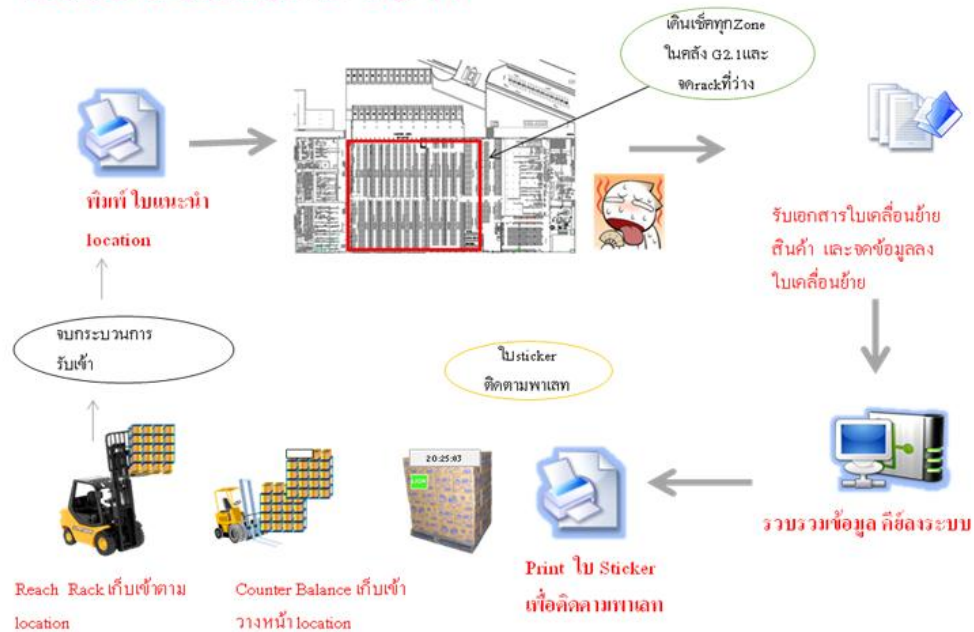 เดินเช็คทุกZone
ในคลัง G2.1และ
จดrackที่ว่าง
พิมพ์ ใบแนะนำ
location
รับเอกสารใบเคลื่อนย้าย
สินค้า และจดข้อมูลลง
ใบเคลื่อนย้าย
จบกระบวนการ
รับเข้า
ใบsticker
ติดตามพาเลท
20:25:03
รวบรวมข้อมูล คีย์ลงระบบ
Print ใบ Sticker
เพื่อติดตามพาเลท
Reach Rack เก็บเข้าตาม
location
Counter Balance เก็บเข้า
วางหน้า location